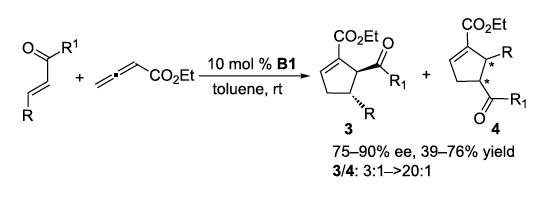 O
R¹
R
+
CO₂Et
10 mol % B1
toluene, rt
CO₂Et
O
R₁
R
3
+
CO₂Et
R
*
*
R₁
O
4
75–90% ee, 39–76% yield
3/4: 3:1–>20:1